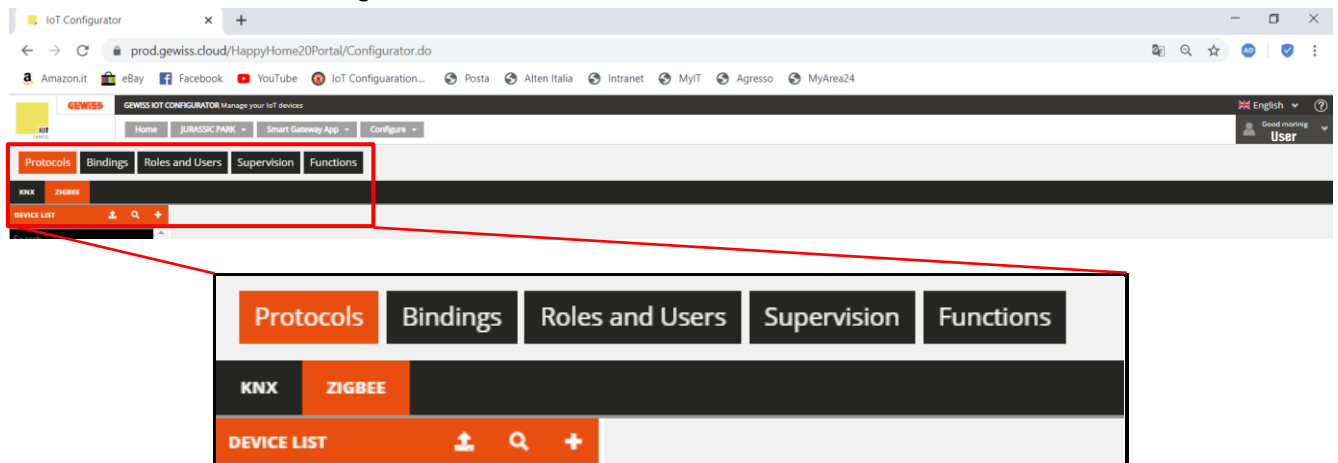 IoT Configurator
prod.gewiss.cloud/HappyHome20Portal/Configurator.do
Amazon.it eBay Facebook YouTube IoT Configuaration... Posta Alten Italia Intranet MyIT Agresso MyArea24
GEWISS GEWISS IOT CONFIGURATOR Manage your IoT devices English
IOT Home JURASSIC PARK Smart Gateway App Configure Good morinig
User
Protocols Bindings Roles and Users Supervision Functions
KNX ZIGBEE
DEVICE LIST
Search
Protocols Bindings Roles and Users Supervision Functions
KNX ZIGBEE
DEVICE LIST